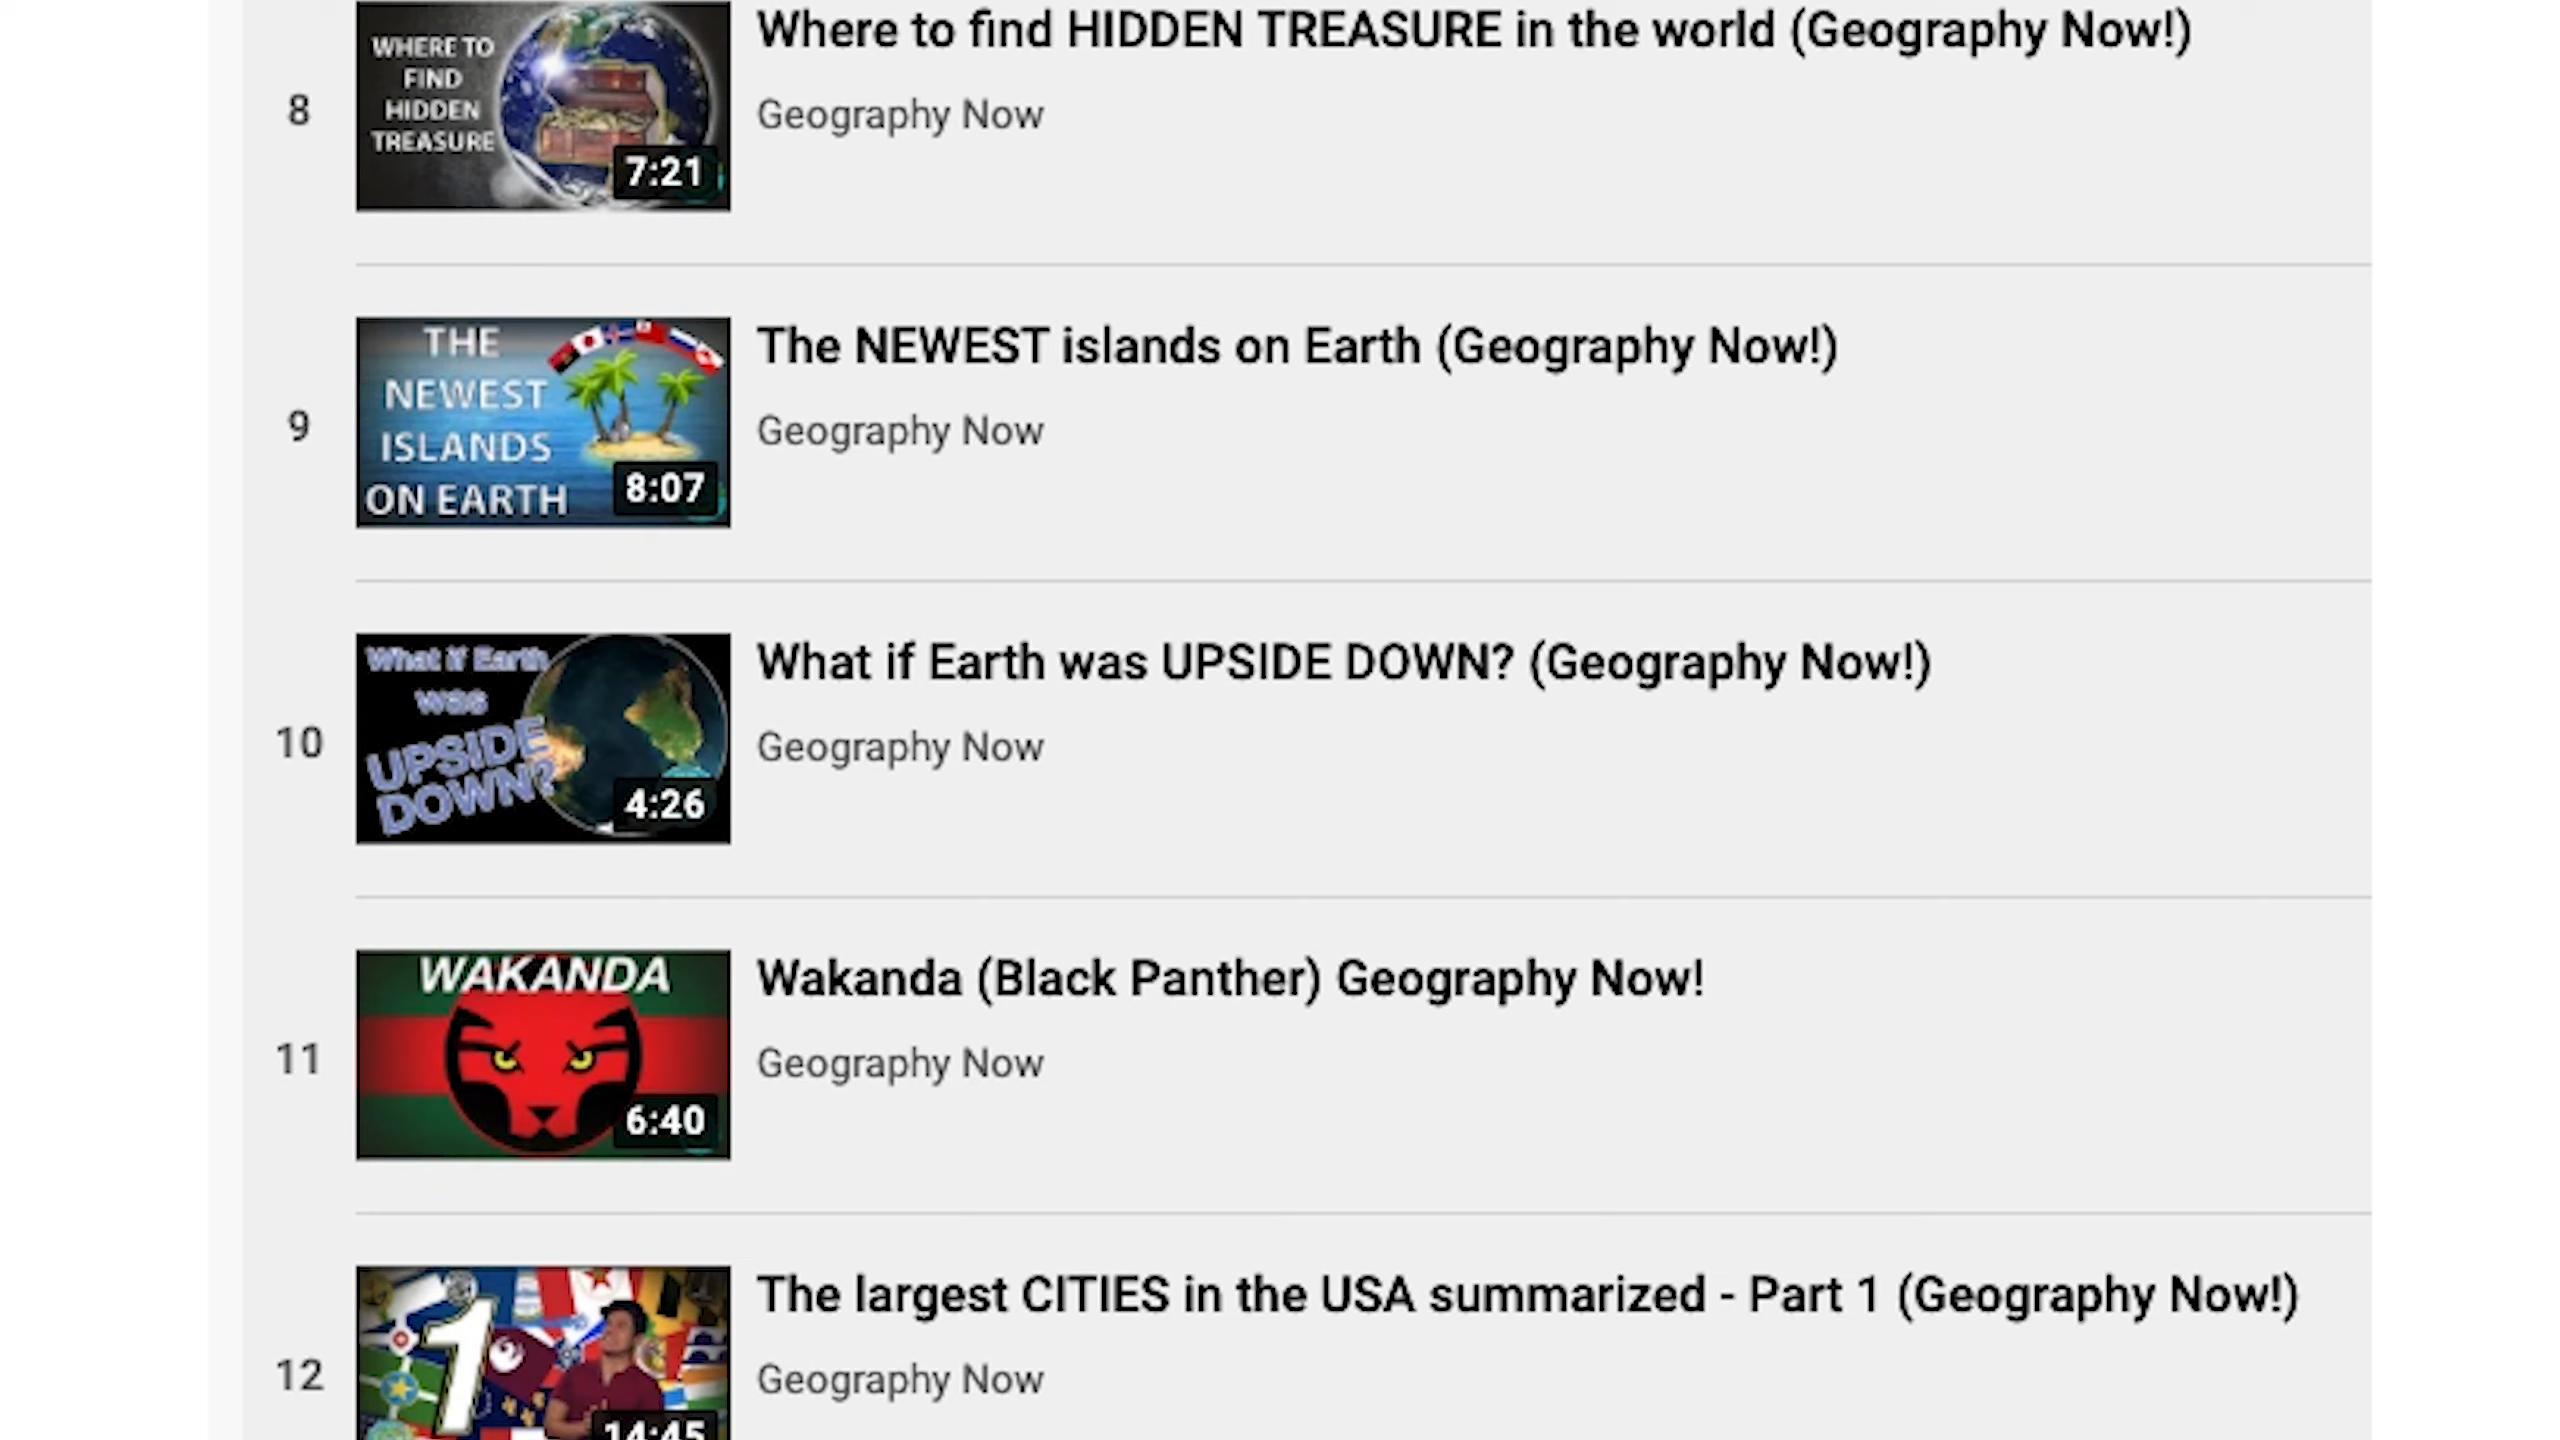 WHERE TO
FIND
HIDDEN
TREASURE
7:21
8
Where to find HIDDEN TREASURE in the world (Geography Now!)
Geography Now
THE
NEWEST
ISLANDS
ON EARTH
8:07
9
The NEWEST islands on Earth (Geography Now!)
Geography Now
What if Earth
was
UPSIDE
DOWN?
4:26
10
What if Earth was UPSIDE DOWN? (Geography Now!)
Geography Now
WAKANDA
6:40
11
Wakanda (Black Panther) Geography Now!
Geography Now
1
14:45
12
The largest CITIES in the USA summarized - Part 1 (Geography Now!)
Geography Now